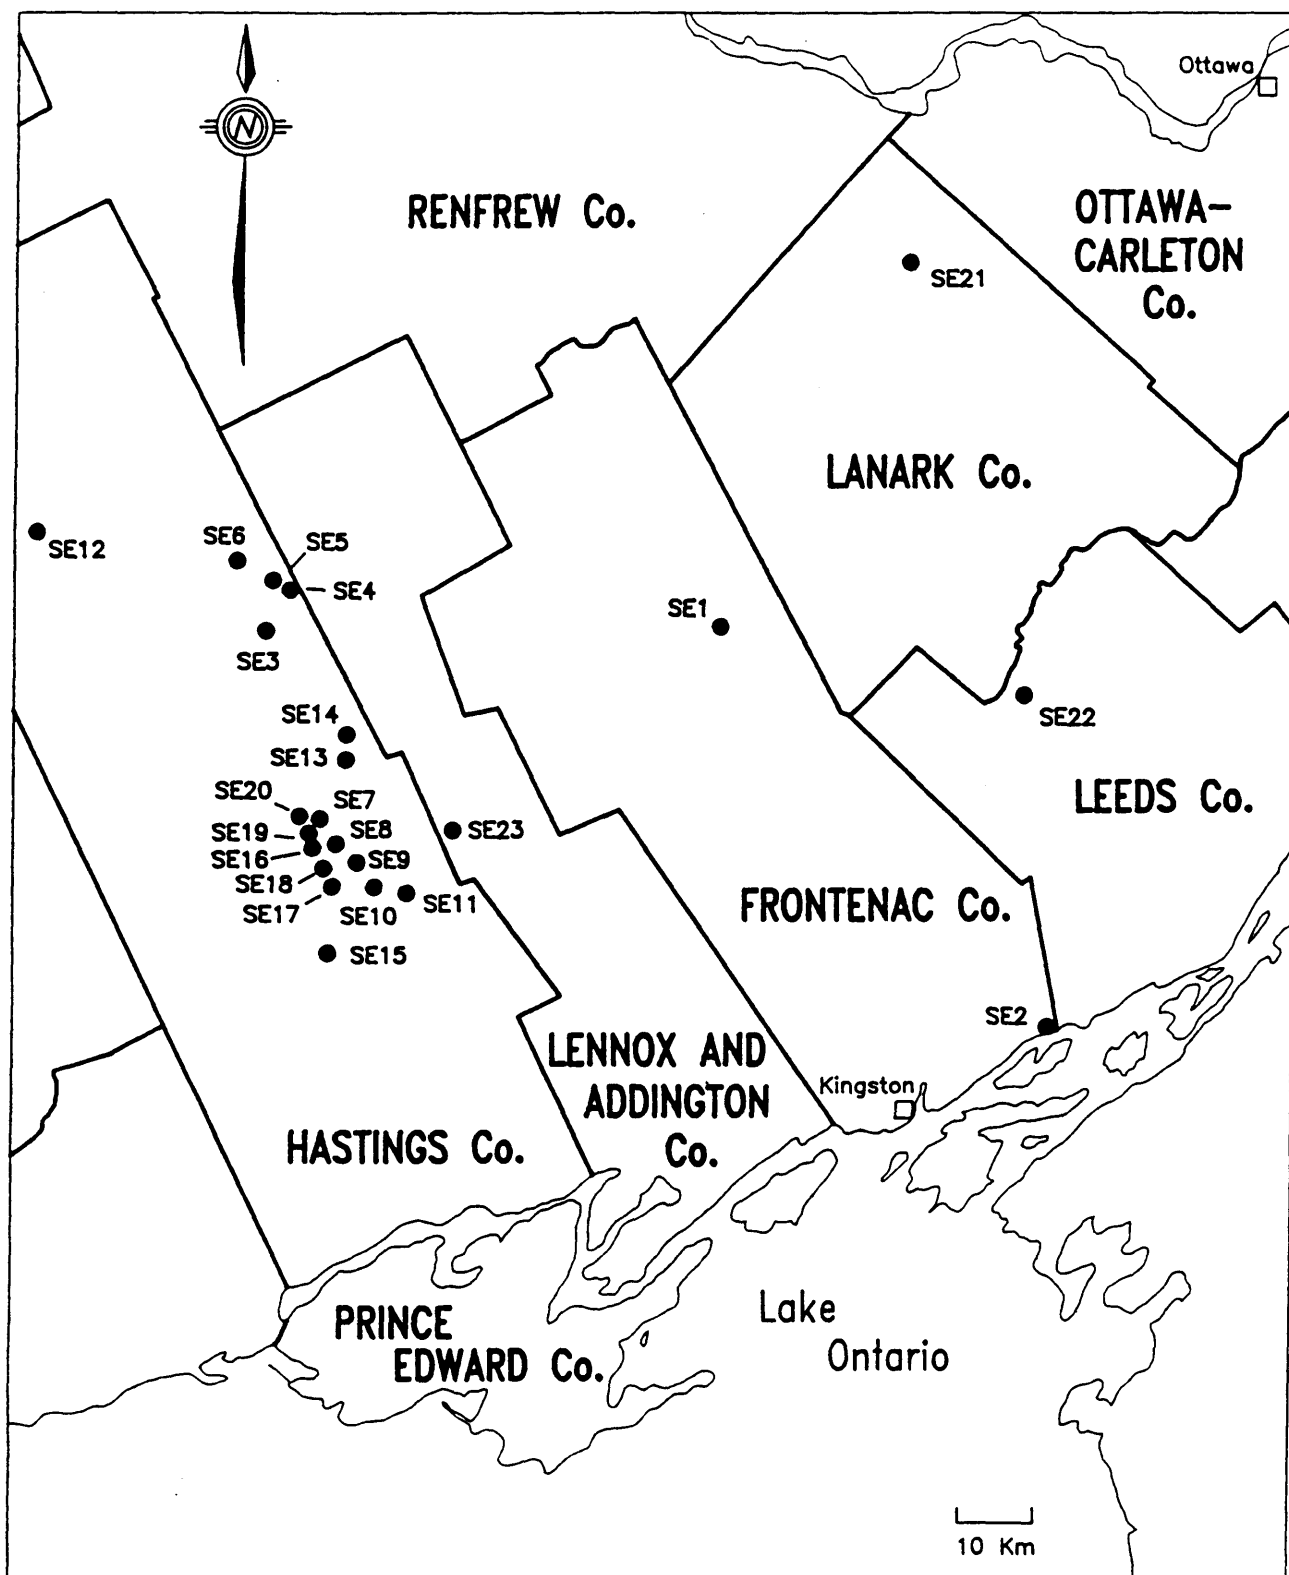 Ottawa
N
RENFREW Co.
OTTAWA-
CARLETON
Co.
SE21
LANARK Co.
SE12
SE6
SE5
SE4
SE1
SE3
SE22
SE14
SE13
SE20
SE7
LEEDS Co.
SE19
SE8
SE23
SE16
SE9
SE18
SE17
SE10
SE11
FRONTENAC Co.
SE15
SE2
LENNOX AND
ADDINGTON
Co.
Kingston
HASTINGS Co.
PRINCE
EDWARD Co.
Lake
Ontario
10 Km